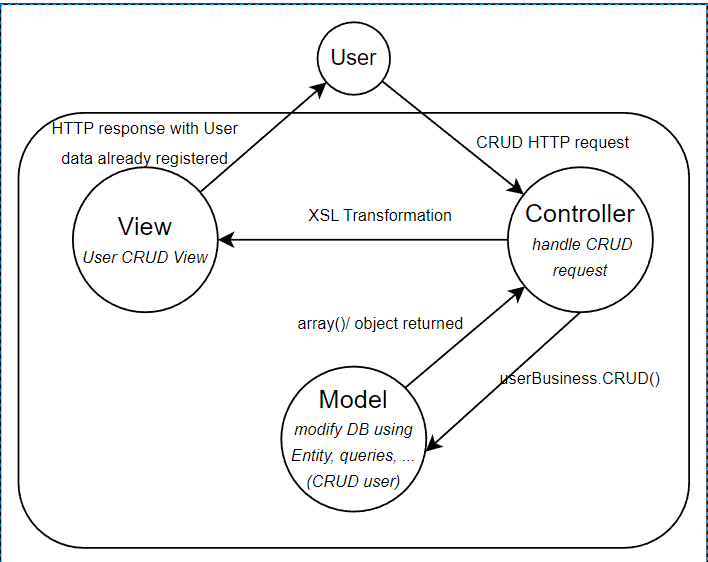 User
HTTP response with User
data already registered
CRUD HTTP request
View
User CRUD View
XSL Transformation
Controller
handle CRUD
request
array()/ object returned
userBusiness.CRUD()
Model
modify DB using
Entity, queries, ...
(CRUD user)